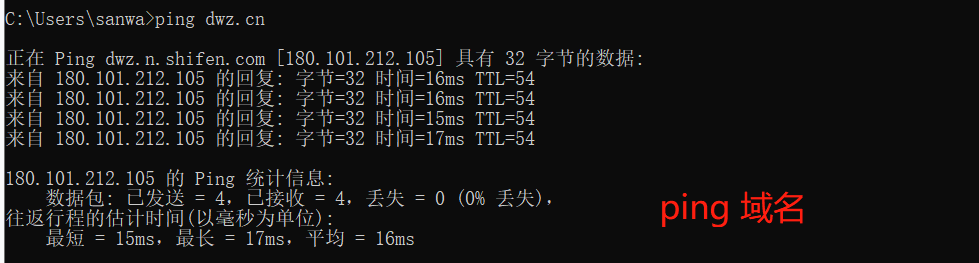 C:\Users\sanwa>ping dwz.cn
正在 Ping dwz.n.shifen.com [180.101.212.105] 具有 32 字节的数据:
来自 180.101.212.105 的回复: 字节=32 时间=16ms TTL=54
来自 180.101.212.105 的回复: 字节=32 时间=16ms TTL=54
来自 180.101.212.105 的回复: 字节=32 时间=15ms TTL=54
来自 180.101.212.105 的回复: 字节=32 时间=17ms TTL=54
180.101.212.105 的 Ping 统计信息:
数据包: 已发送 = 4，已接收 = 4，丢失 = 0 (0% 丢失)，
往返行程的估计时间(以毫秒为单位):
最短 = 15ms，最长 = 17ms，平均 = 16ms
ping 域名